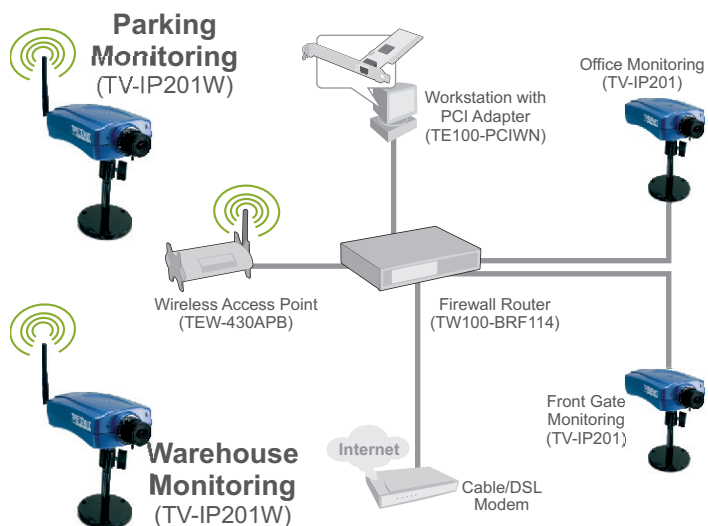 Parking
Monitoring
(TV-IP201W)
Workstation with
PCI Adapter
(TE100-PCIWN)
Office Monitoring
(TV-IP201)
Wireless Access Point
(TEW-430APB)
Firewall Router
(TW100-BRF114)
Front Gate
Monitoring
(TV-IP201)
Warehouse
Monitoring
(TV-IP201W)
Internet
Cable/DSL
Modem